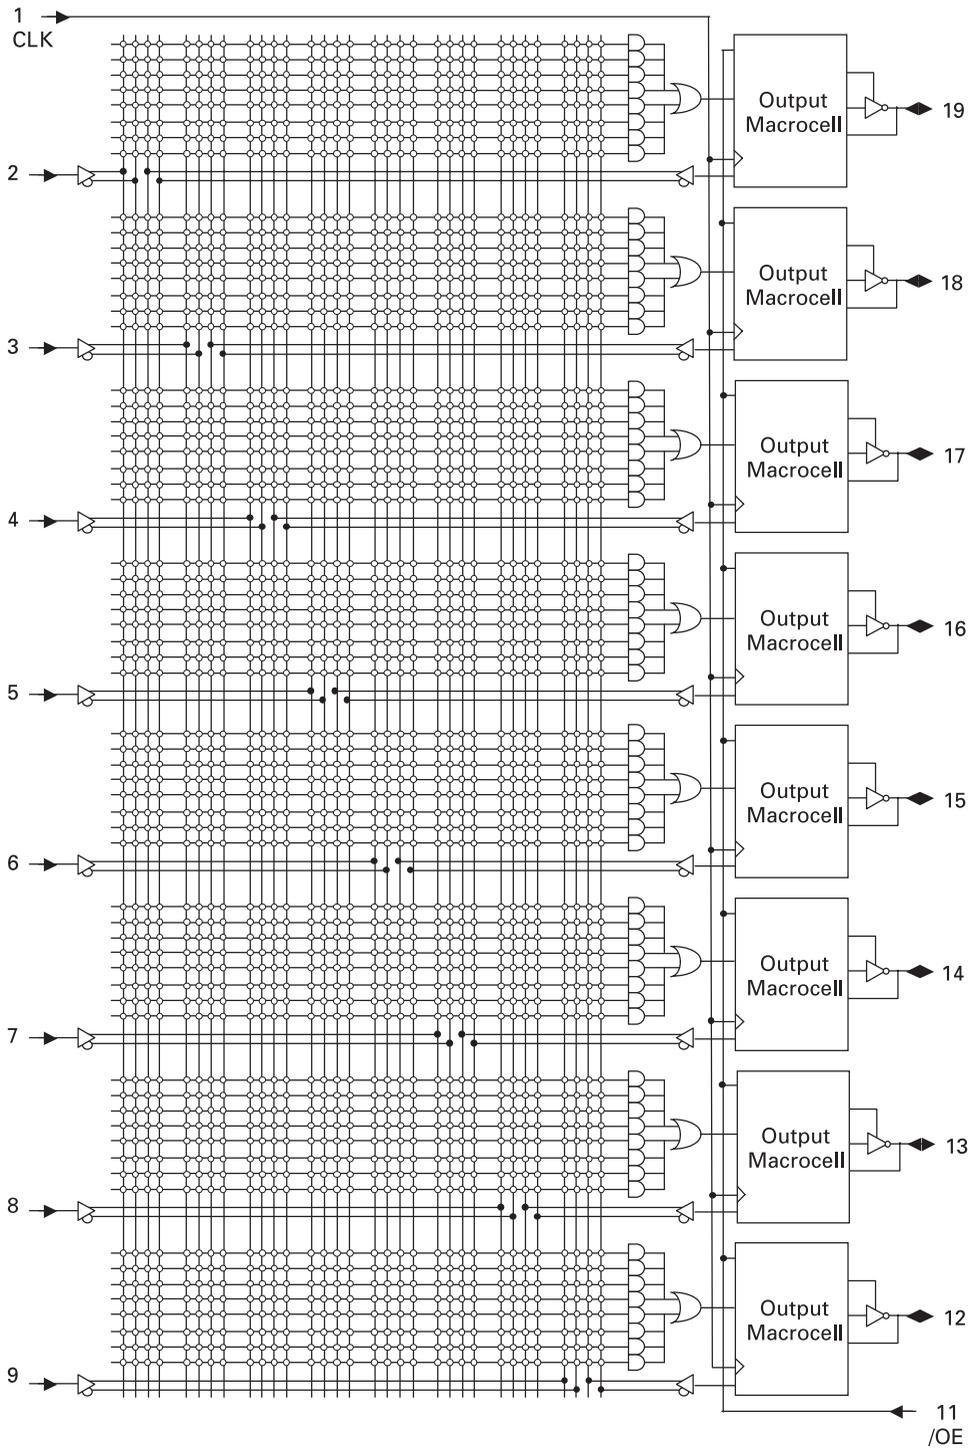 1
CLK
Output
Macrocell
19
2
Output
Macrocell
18
3
Output
Macrocell
17
4
Output
Macrocell
16
5
Output
Macrocell
15
6
Output
Macrocell
14
7
Output
Macrocell
13
8
Output
Macrocell
12
9
11
/OE